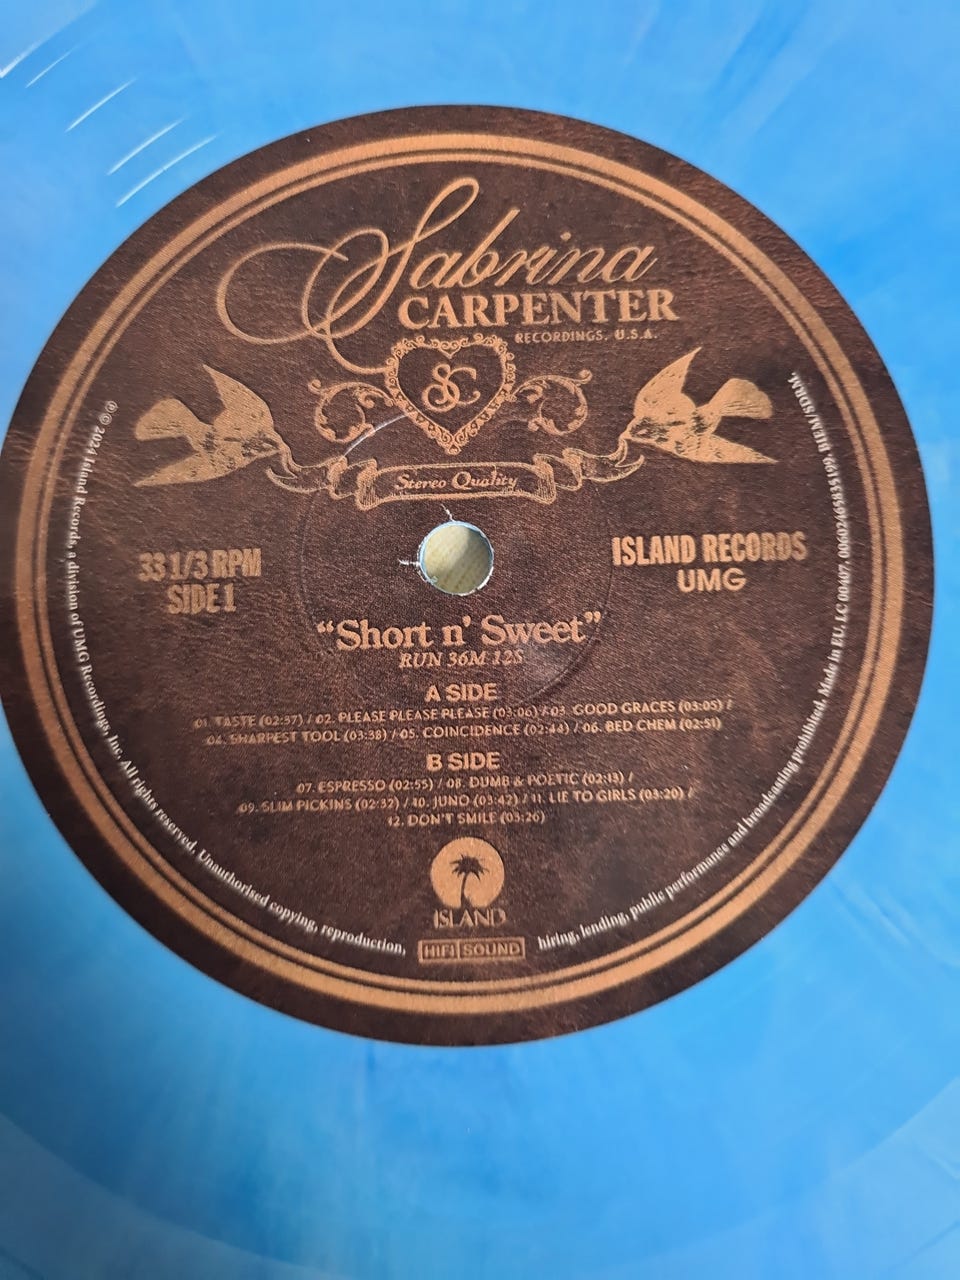 Sabrina
CARPENTER
RECORDINGS, U.S.A.
SC
Stereo Quality
33 1/3 RPM
SIDE 1
ISLAND RECORDS
UMG
"Short n' Sweet"
RUN 36M 12S
A SIDE
01. TASTE (02:37) / 02. PLEASE PLEASE PLEASE (03:06) / 03. GOOD GRACES (03:05) /
04. SHARPEST TOOL (03:38) / 05. COINCIDENCE (02:44) / 06. BED CHEM (02:51)
B SIDE
07. ESPRESSO (02:55) / 08. DUMB & POETIC (02:13) /
09. SLIM PICKINS (02:32) / 10. JUNO (03:42) / 11. LIE TO GIRLS (03:20) /
12. DON'T SMILE (03:26)
ISLAND
HIFI SOUND
℗© 2024 Island Records, a division of UMG Recordings, Inc. All rights reserved. Unauthorised copying, reproduction,
hiring, lending, public performance and broadcasting prohibited. Made in EU. LC 00407. 00602465835168 BIEM/SDRM.